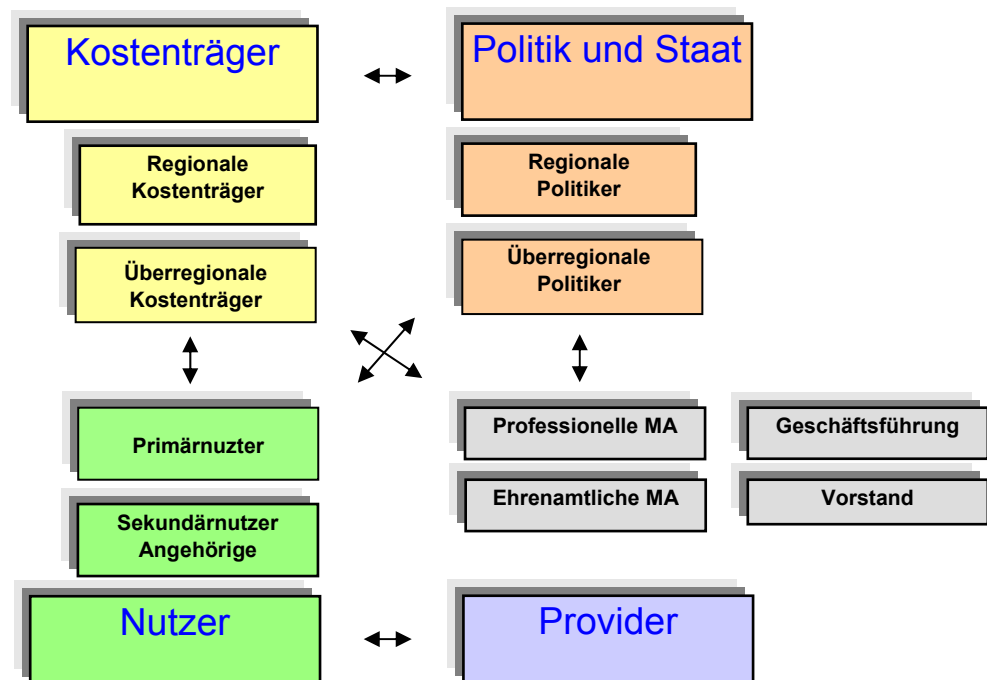 Kostenträger
Politik und Staat
Regionale
Kostenträger
Regionale
Politiker
Überregionale
Kostenträger
Überregionale
Politiker
Primärnuzter
Professionelle MA
Geschäftsführung
Sekundärnutzer
Angehörige
Ehrenamtliche MA
Vorstand
Nutzer
Provider